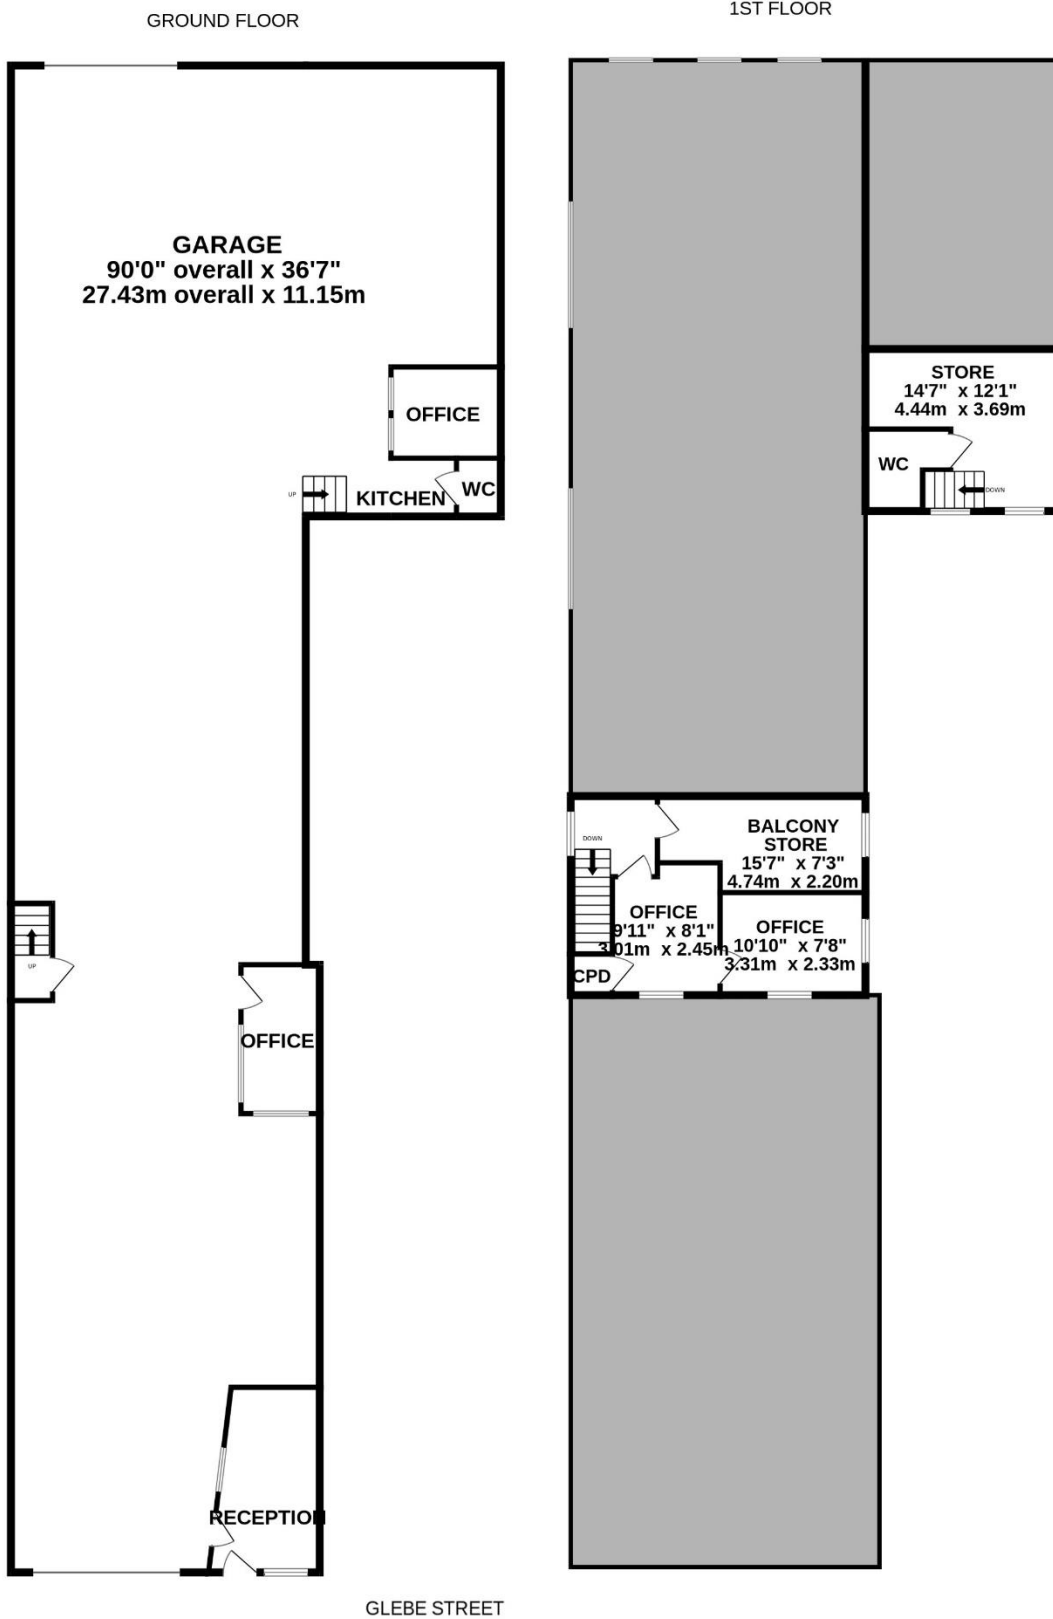 GROUND FLOOR
GARAGE
90'0" overall x 36'7"
27.43m overall x 11.15m
OFFICE
UP
KITCHEN
WC
UP
OFFICE
RECEPTION
GLEBE STREET
1ST FLOOR
STORE
14'7" x 12'1"
4.44m x 3.69m
WC
DOWN
DOWN
BALCONY
STORE
15'7" x 7'3"
4.74m x 2.20m
OFFICE
9'11" x 8'1"
3.01m x 2.45m
OFFICE
10'10" x 7'8"
3.31m x 2.33m
CPD